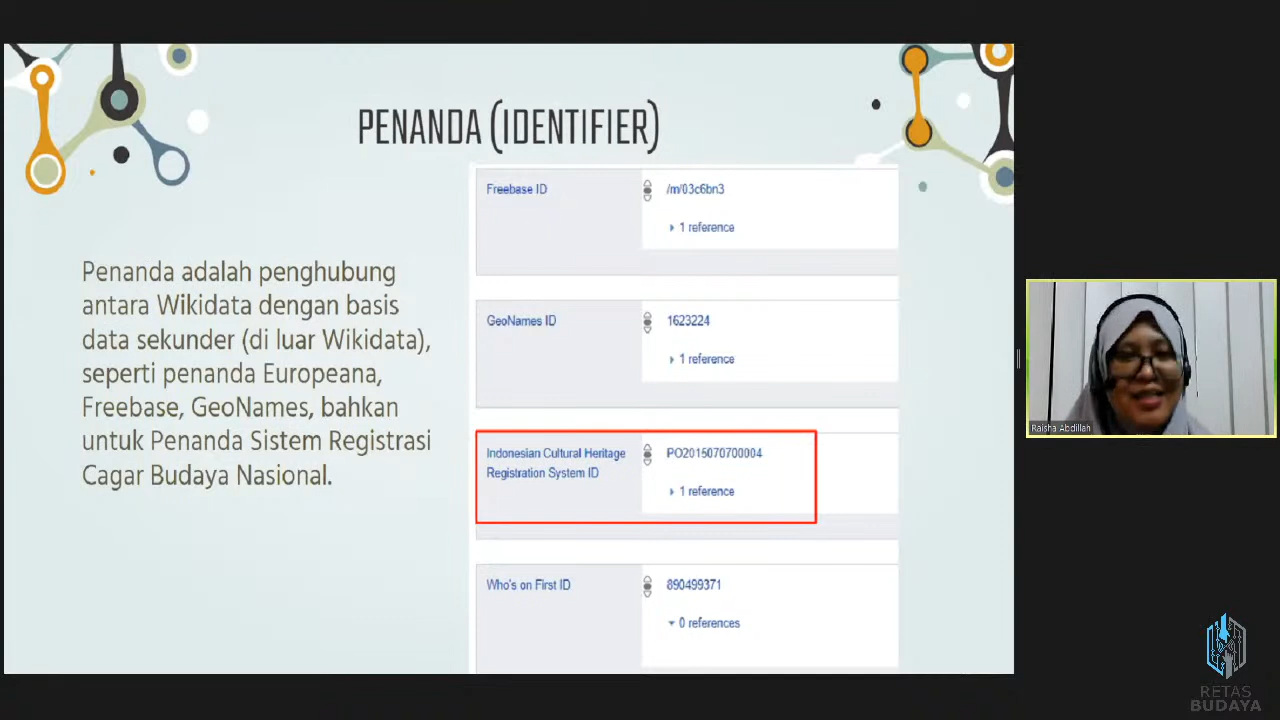 PENANDA (IDENTIFIER)
Penanda adalah penghubung
antara Wikidata dengan basis
data sekunder (di luar Wikidata),
seperti penanda Europeana,
Freebase, GeoNames, bahkan
untuk Penanda Sistem Registrasi
Cagar Budaya Nasional.
Freebase ID
/m/03c6bn3
1 reference
GeoNames ID
1623224
1 reference
Indonesian Cultural Heritage
Registration System ID
PO2015070700004
1 reference
Who's on First ID
890499371
0 references
Raisha Abdillah
RETAS
BUDAYA